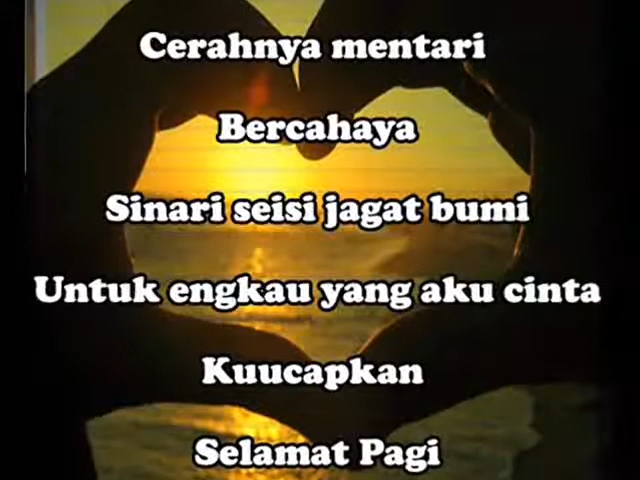 Cerahnya mentari
Bercahaya
Sinari seisi jagat bumi
Untuk engkau yang aku cinta
Kuucapkan
Selamat Pagi